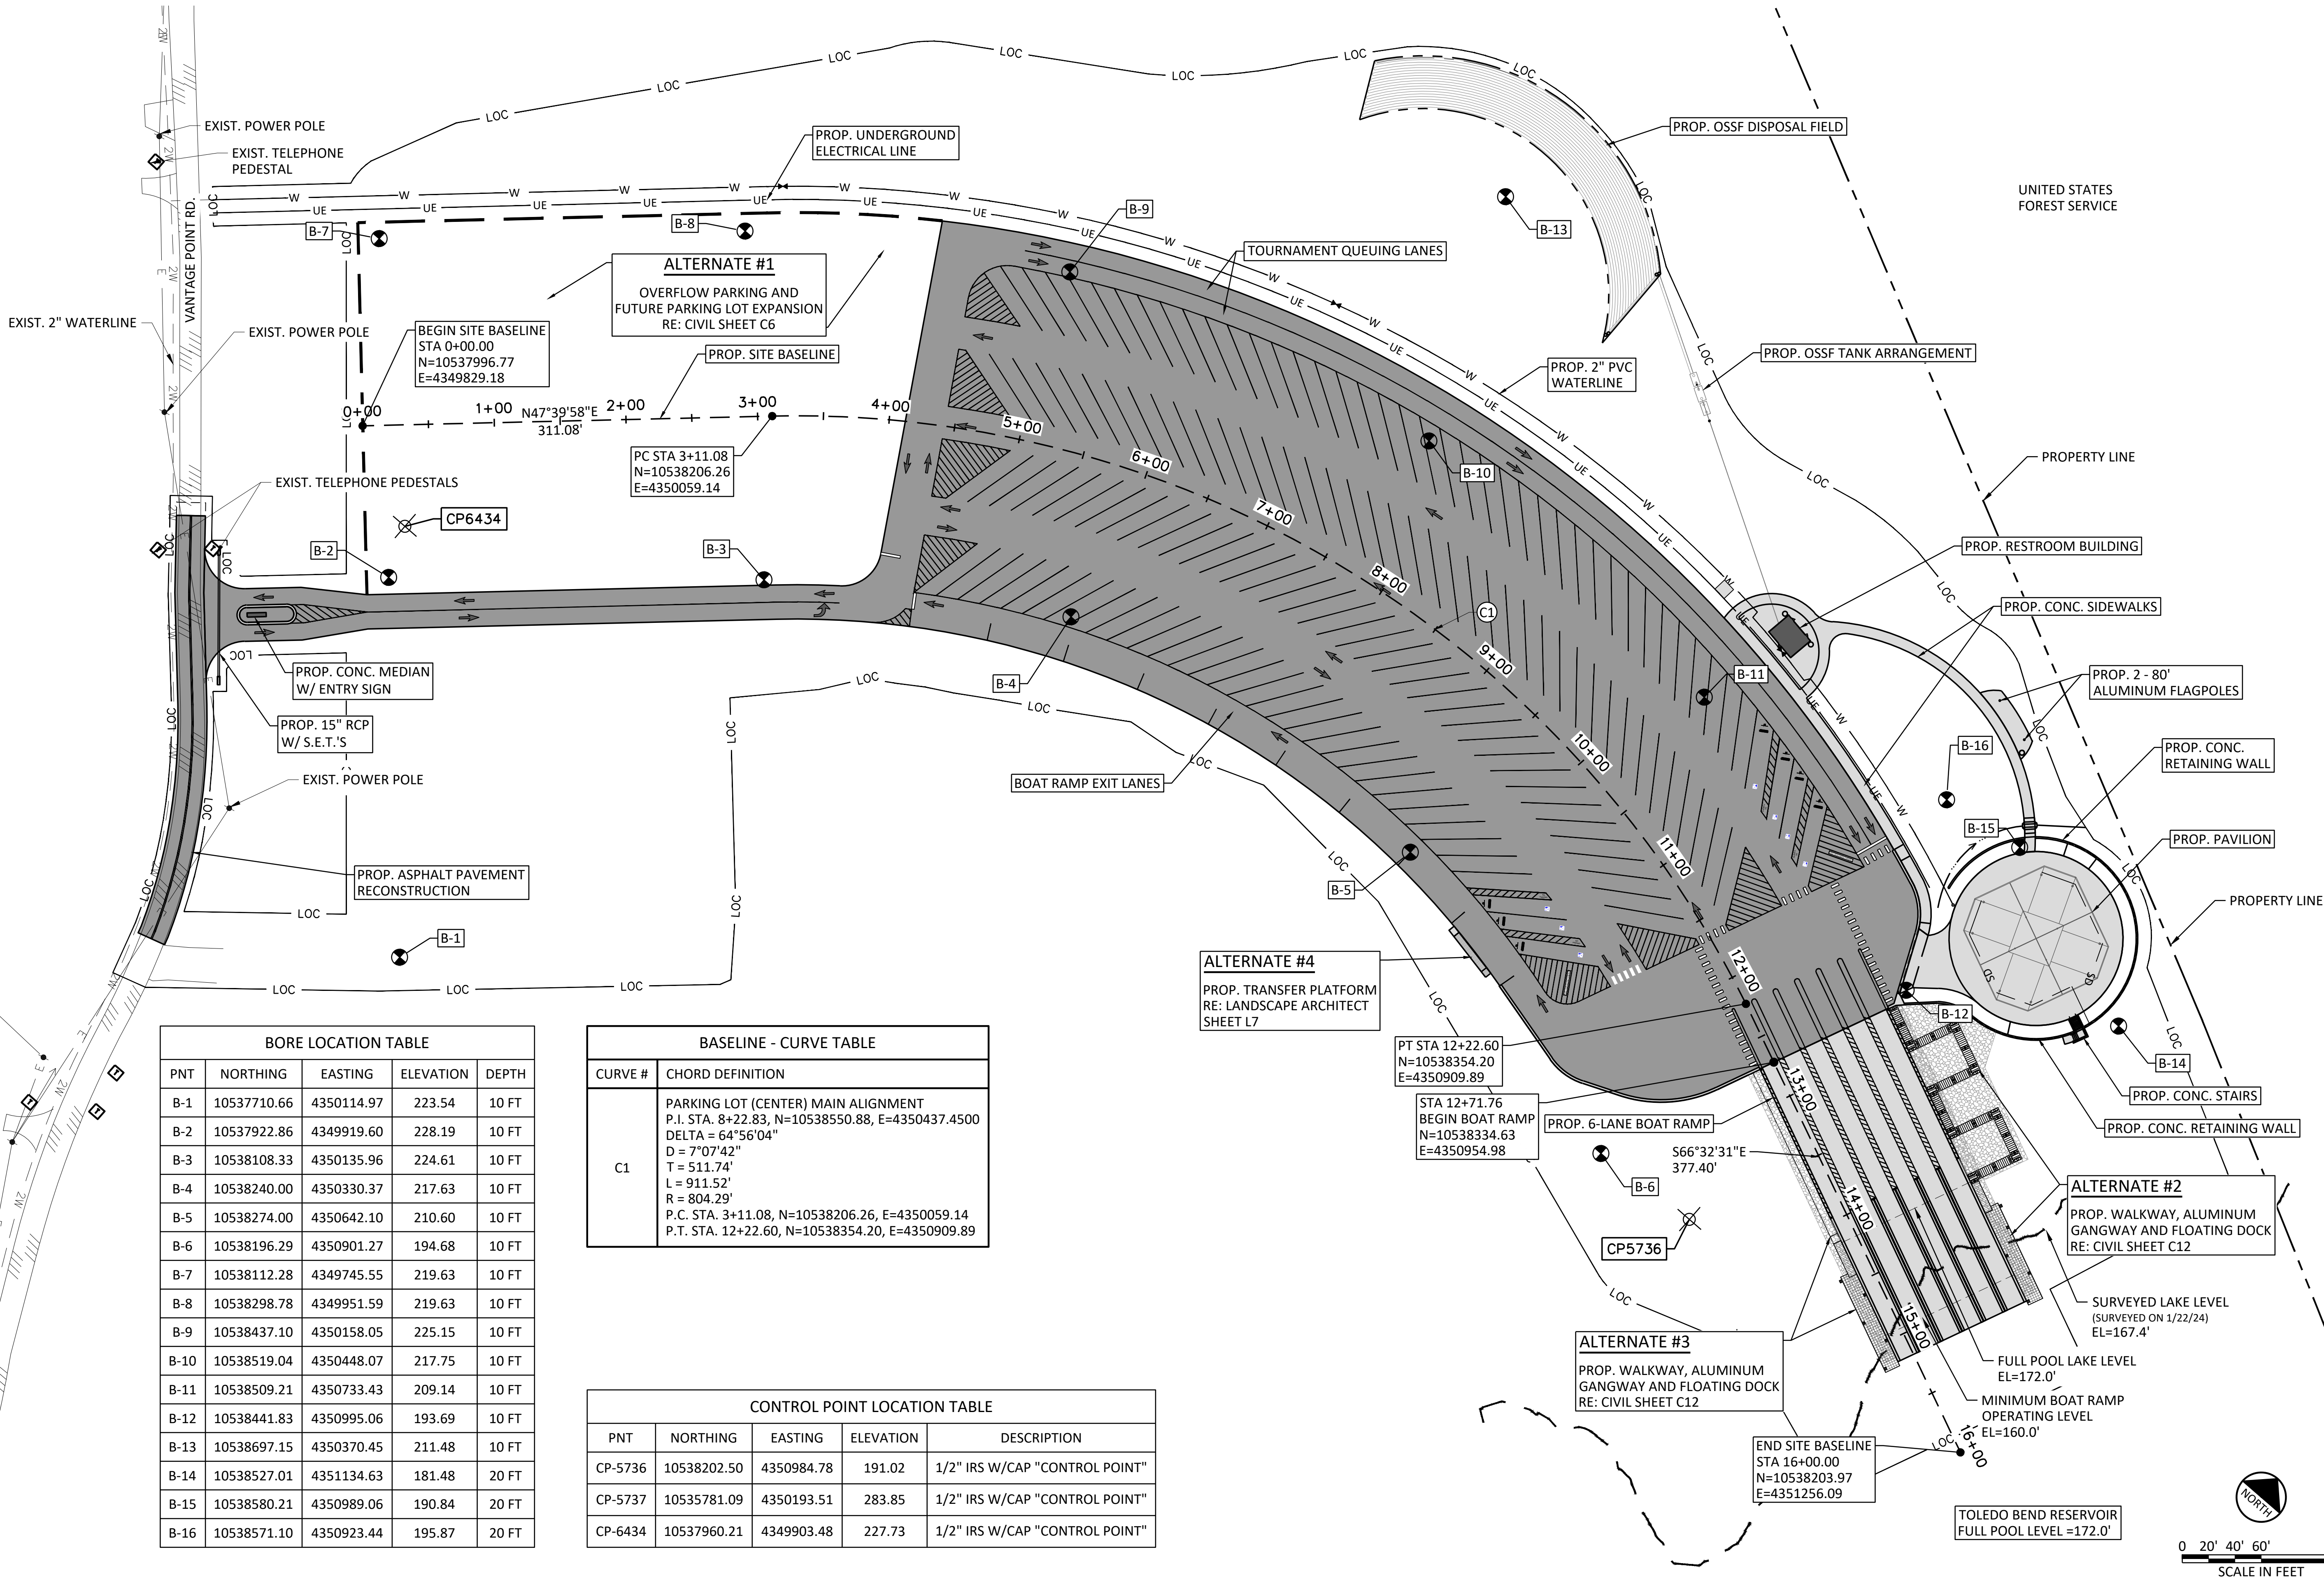 LOC
LOC
LOC
LOC
LOC
LOC
LOC
LOC
EXIST. POWER POLE
EXIST. TELEPHONE
PEDESTAL
VANTAGE POINT RD.
PROP. UNDERGROUND
ELECTRICAL LINE
W W W W W W W W
UE UE UE UE UE UE UE UE
PROP. OSSF DISPOSAL FIELD
UNITED STATES
FOREST SERVICE
B-7
B-8
B-9
B-13
TOURNAMENT QUEUING LANES
ALTERNATE #1
OVERFLOW PARKING AND
FUTURE PARKING LOT EXPANSION
RE: CIVIL SHEET C6
EXIST. 2" WATERLINE
EXIST. POWER POLE
BEGIN SITE BASELINE
STA 0+00.00
N=10537996.77
E=4349829.18
PROP. SITE BASELINE
PROP. 2" PVC
WATERLINE
PROP. OSSF TANK ARRANGEMENT
0+00
1+00
N47°39'58"E
311.08'
2+00
3+00
4+00
5+00
6+00
7+00
8+00
9+00
10+00
11+00
12+00
13+00
14+00
15+00
16+00
PC STA 3+11.08
N=10538206.26
E=4350059.14
PROPERTY LINE
B-10
EXIST. TELEPHONE PEDESTALS
CP6434
B-2
B-3
PROP. RESTROOM BUILDING
C1
PROP. CONC. SIDEWALKS
PROP. CONC. MEDIAN
W/ ENTRY SIGN
B-4
B-11
PROP. 2 - 80'
ALUMINUM FLAGPOLES
PROP. 15" RCP
W/ S.E.T.'S
EXIST. POWER POLE
BOAT RAMP EXIT LANES
B-16
PROP. CONC.
RETAINING WALL
B-15
PROP. PAVILION
PROP. ASPHALT PAVEMENT
RECONSTRUCTION
B-5
PROPERTY LINE
B-1
ALTERNATE #4
PROP. TRANSFER PLATFORM
RE: LANDSCAPE ARCHITECT
SHEET L7
SD
SD
B-12
PT STA 12+22.60
N=10538354.20
E=4350909.89
B-14
PROP. CONC. STAIRS
STA 12+71.76
BEGIN BOAT RAMP
N=10538334.63
E=4350954.98
PROP. 6-LANE BOAT RAMP
PROP. CONC. RETAINING WALL
S66°32'31"E
377.40'
B-6
ALTERNATE #2
PROP. WALKWAY, ALUMINUM
GANGWAY AND FLOATING DOCK
RE: CIVIL SHEET C12
CP5736
SURVEYED LAKE LEVEL
(SURVEYED ON 1/22/24)
EL=167.4'
ALTERNATE #3
PROP. WALKWAY, ALUMINUM
GANGWAY AND FLOATING DOCK
RE: CIVIL SHEET C12
FULL POOL LAKE LEVEL
EL=172.0'
MINIMUM BOAT RAMP
OPERATING LEVEL
EL=160.0'
END SITE BASELINE
STA 16+00.00
N=10538203.97
E=4351256.09
TOLEDO BEND RESERVOIR
FULL POOL LEVEL =172.0'
NORTH
0 20' 40' 60'
SCALE IN FEET
BORE LOCATION TABLE
PNT NORTHING EASTING ELEVATION DEPTH
B-1 10537710.66 4350114.97 223.54 10 FT
B-2 10537922.86 4349919.60 228.19 10 FT
B-3 10538108.33 4350135.96 224.61 10 FT
B-4 10538240.00 4350330.37 217.63 10 FT
B-5 10538274.00 4350642.10 210.60 10 FT
B-6 10538196.29 4350901.27 194.68 10 FT
B-7 10538112.28 4349745.55 219.63 10 FT
B-8 10538298.78 4349951.59 219.63 10 FT
B-9 10538437.10 4350158.05 225.15 10 FT
B-10 10538519.04 4350448.07 217.75 10 FT
B-11 10538509.21 4350733.43 209.14 10 FT
B-12 10538441.83 4350995.06 193.69 10 FT
B-13 10538697.15 4350370.45 211.48 10 FT
B-14 10538527.01 4351134.63 181.48 20 FT
B-15 10538580.21 4350989.06 190.84 20 FT
B-16 10538571.10 4350923.44 195.87 20 FT
BASELINE - CURVE TABLE
CURVE # CHORD DEFINITION
C1
PARKING LOT (CENTER) MAIN ALIGNMENT
P.I. STA. 8+22.83, N=10538550.88, E=4350437.4500
DELTA = 64°56'04"
D = 7°07'42"
T = 511.74'
L = 911.52'
R = 804.29'
P.C. STA. 3+11.08, N=10538206.26, E=4350059.14
P.T. STA. 12+22.60, N=10538354.20, E=4350909.89
CONTROL POINT LOCATION TABLE
PNT NORTHING EASTING ELEVATION DESCRIPTION
CP-5736 10538202.50 4350984.78 191.02 1/2" IRS W/CAP "CONTROL POINT"
CP-5737 10535781.09 4350193.51 283.85 1/2" IRS W/CAP "CONTROL POINT"
CP-6434 10537960.21 4349903.48 227.73 1/2" IRS W/CAP "CONTROL POINT"